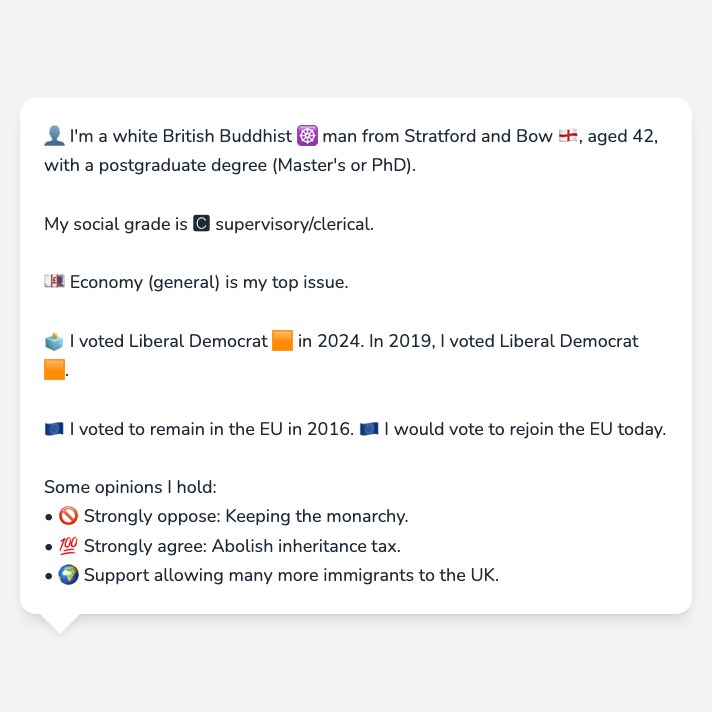 👤 I'm a white British Buddhist ☸️ man from Stratford and Bow 🏴󠁧󠁢󠁥󠁮󠁧󠁿, aged 42,
with a postgraduate degree (Master's or PhD).
My social grade is 🅲 supervisory/clerical.
💷 Economy (general) is my top issue.
🗳️ I voted Liberal Democrat 🟧 in 2024. In 2019, I voted Liberal Democrat
🟧.
🇪🇺 I voted to remain in the EU in 2016. 🇪🇺 I would vote to rejoin the EU today.
Some opinions I hold:
• 🚫 Strongly oppose: Keeping the monarchy.
• 💯 Strongly agree: Abolish inheritance tax.
• 🌍 Support allowing many more immigrants to the UK.